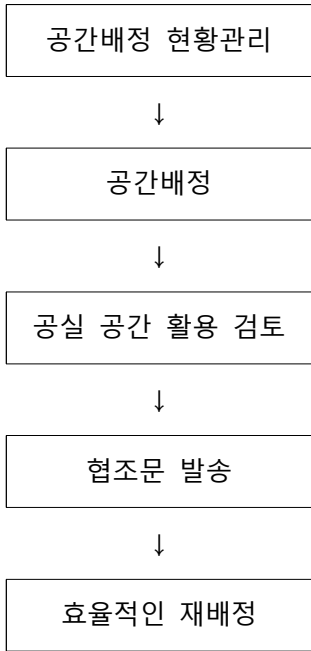 공간배정 현황관리
↓
공간배정
↓
공실 공간 활용 검토
↓
협조문 발송
↓
효율적인 재배정